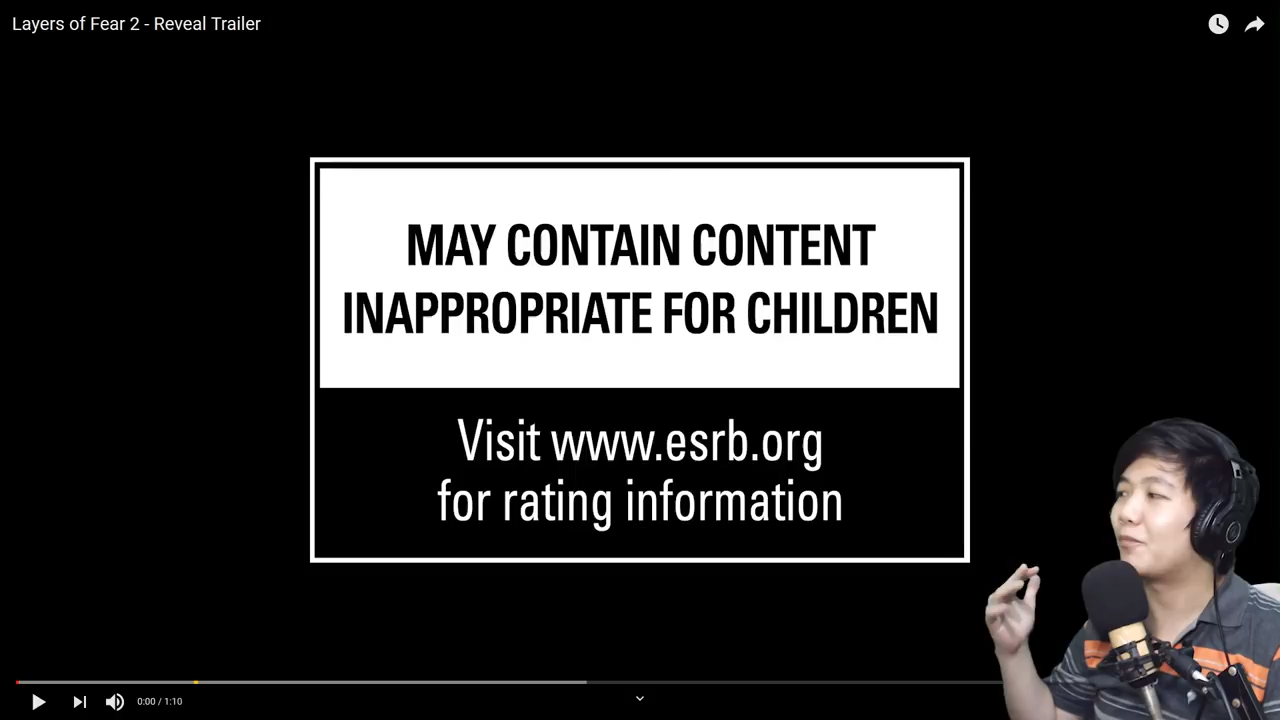 Layers of Fear 2 - Reveal Trailer
MAY CONTAIN CONTENT
INAPPROPRIATE FOR CHILDREN
Visit www.esrb.org
for rating information
0:00 / 1:10